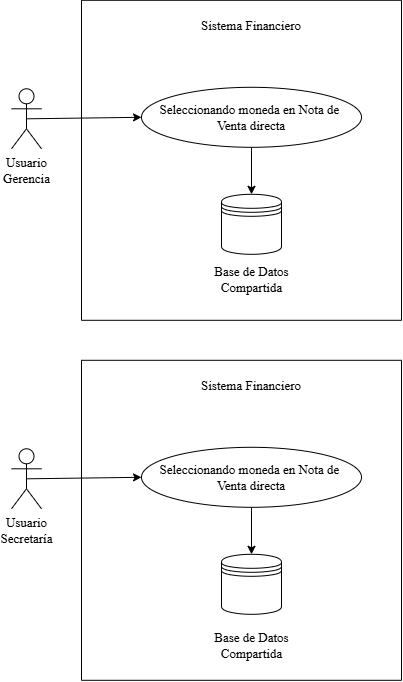 Sistema Financiero
Seleccionando moneda en Nota de
Venta directa
Usuario
Gerencia
Base de Datos
Compartida
Sistema Financiero
Seleccionando moneda en Nota de
Venta directa
Usuario
Secretaría
Base de Datos
Compartida